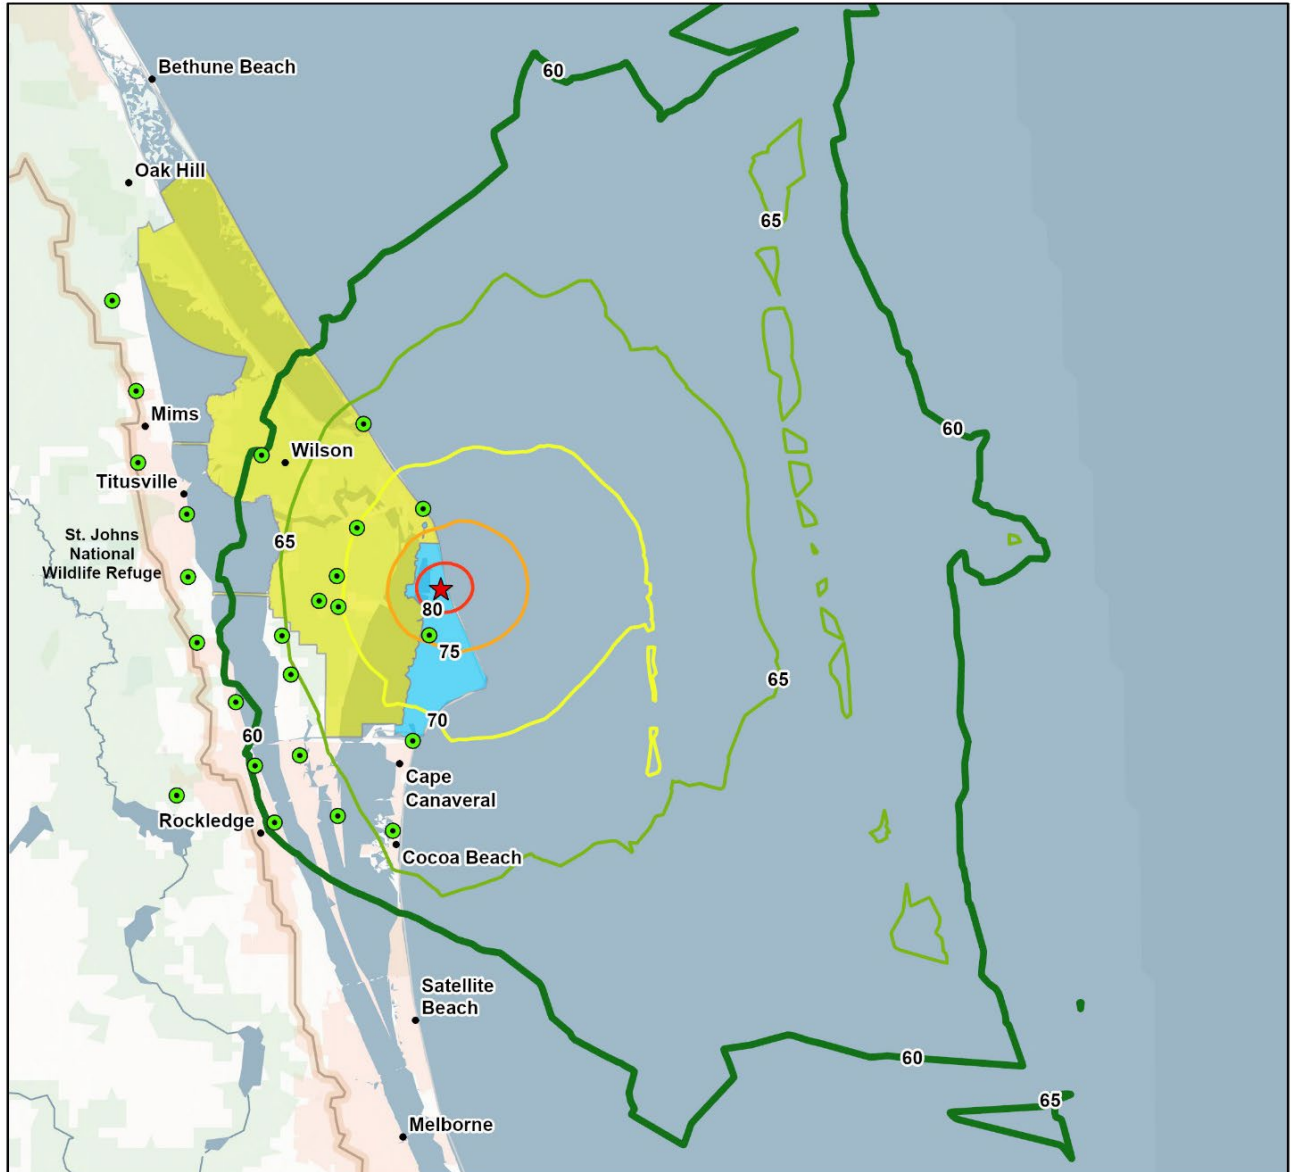 Bethune Beach
60
Oak Hill
65
Mims
60
Wilson
Titusville
St. Johns
National
Wildlife Refuge
65
80
75
65
70
60
Cape
Canaveral
Rockledge
Cocoa Beach
Satellite
Beach
60
65
Melborne